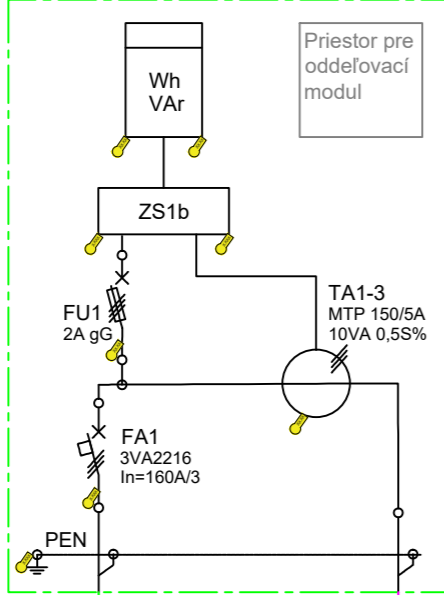 Wh
VAr
Priestor pre
oddeľovací
modul
ZS1b
FU1
2A gG
TA1-3
MTP 150/5A
10VA 0,5S%
FA1
3VA2216
In=160A/3
PEN